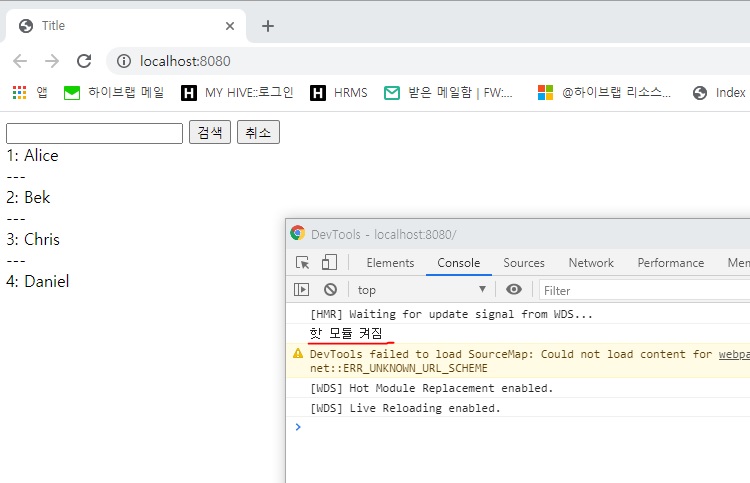 Title
localhost:8080
앱 하이브랩 메일 MY HIVE::로그인 HRMS 받은 메일함 | FW:... @하이브랩 리소스... Index
검색 취소
1: Alice
---
2: Bek
---
3: Chris
---
4: Daniel
DevTools - localhost:8080/
Elements Console Sources Network Performance Mem
top Filter
[HMR] Waiting for update signal from WDS...
핫 모듈 켜짐
DevTools failed to load SourceMap: Could not load content for webpa
net::ERR_UNKNOWN_URL_SCHEME
[WDS] Hot Module Replacement enabled.
[WDS] Live Reloading enabled.